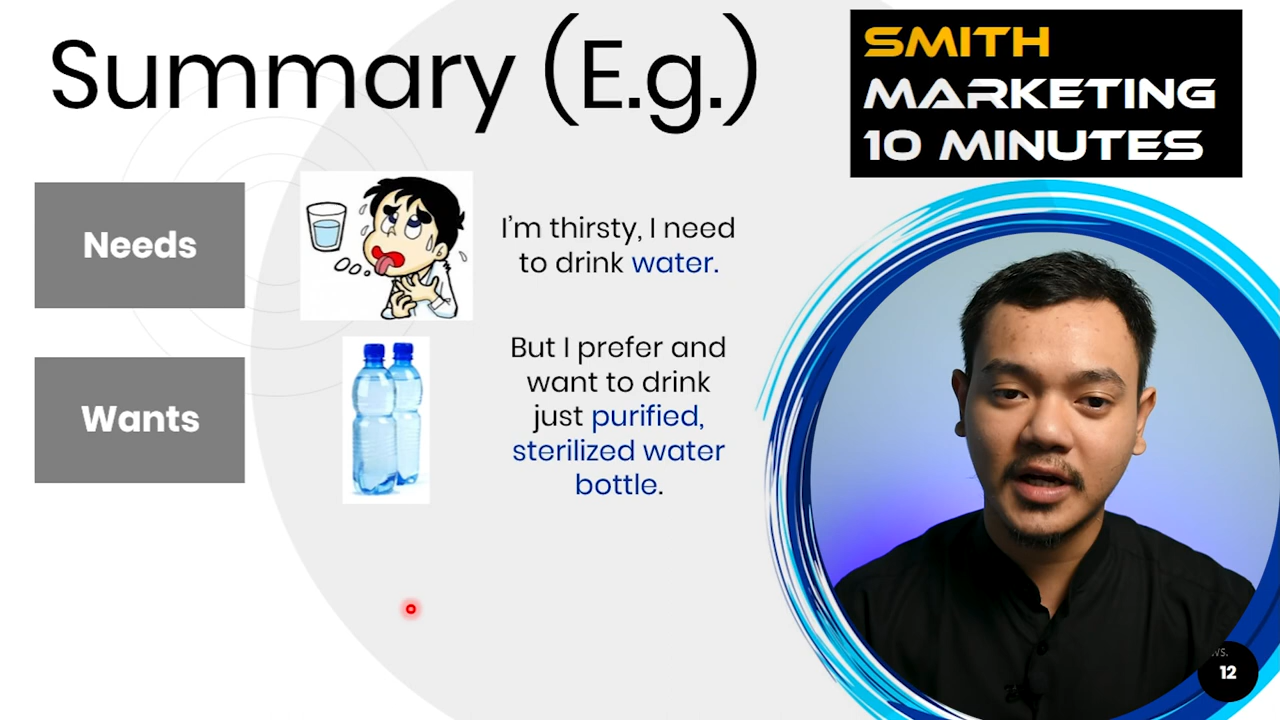 Summary (E.g.)
SMITH
MARKETING
10 MINUTES
Needs
I’m thirsty, I need
to drink water.
Wants
But I prefer and
want to drink
just purified,
sterilized water
bottle.
12